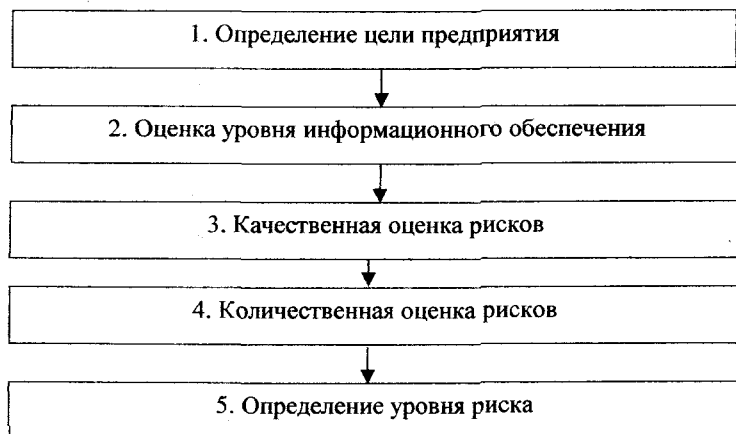 1. Определение цели предприятия
2. Оценка уровня информационного обеспечения
3. Качественная оценка рисков
4. Количественная оценка рисков
5. Определение уровня риска